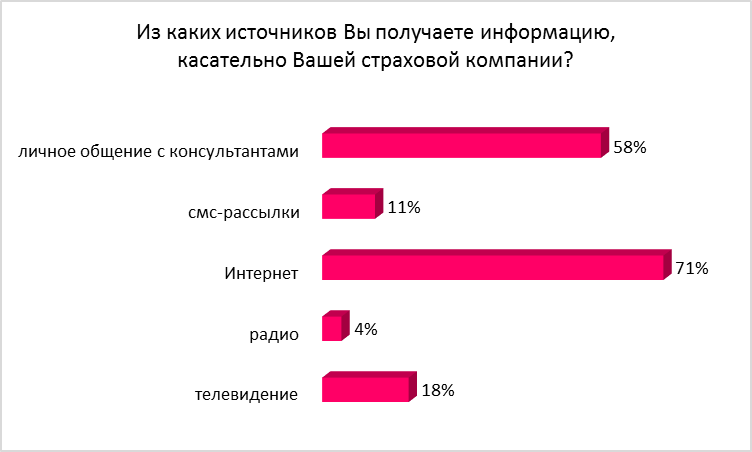 Из каких источников Вы получаете информацию,
касательно Вашей страховой компании?
личное общение с консультантами
58%
смс-рассылки
11%
Интернет
71%
радио
4%
телевидение
18%